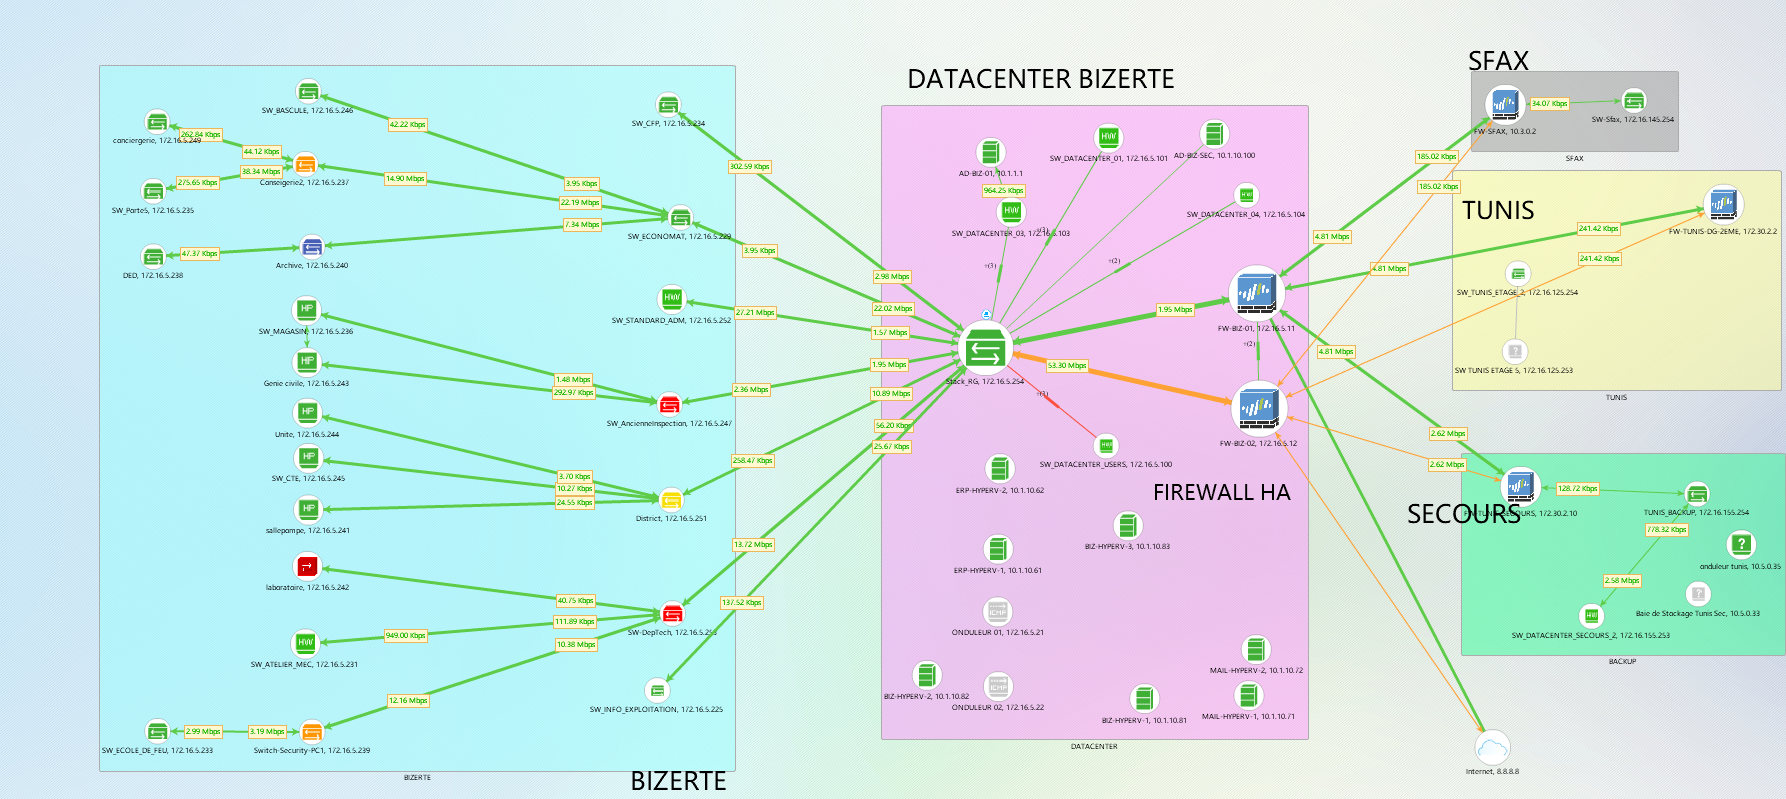 DATACENTER BIZERTE
SFAX
SW_BASCULE, 172.16.5.246
42.22 Kbps
conciergerie, 172.16.5.249
262.84 Kbps
44.12 Kbps
38.34 Mbps
Conseigerie2, 172.16.5.237
275.65 Kbps
SW_Porte5, 172.16.5.235
14.90 Mbps
3.95 Kbps
22.19 Mbps
7.34 Mbps
SW_CFP, 172.16.5.234
302.59 Kbps
SW_ECONOMAT, 172.16.5.229
3.95 Kbps
47.37 Kbps
DED, 172.16.5.238
Archive, 172.16.5.240
HW
SW_STANDARD_ADM, 172.16.5.252
27.21 Mbps
HP
SW_MAGASIN, 172.16.5.236
HP
Genie civile, 172.16.5.243
1.48 Mbps
292.97 Kbps
SW_AncienneInspection, 172.16.5.247
2.36 Mbps
HP
Unite, 172.16.5.244
HP
SW_CTE, 172.16.5.245
HP
sallepompe, 172.16.5.241
3.70 Kbps
10.27 Kbps
24.55 Kbps
District, 172.16.5.251
258.47 Kbps
laboratoire, 172.16.5.242
40.75 Kbps
111.89 Kbps
10.38 Mbps
SW-DepTech, 172.16.5.253
13.72 Mbps
137.52 Kbps
HW
SW_ATELIER_MEC, 172.16.5.231
949.00 Kbps
12.16 Mbps
SW_INFO_EXPLOITATION, 172.16.5.225
SW_ECOLE_DE_FEU, 172.16.5.233
2.99 Mbps
3.19 Mbps
Switch-Security-PC1, 172.16.5.239
BIZERTE
BIZERTE
2.98 Mbps
22.02 Mbps
1.57 Mbps
1.95 Mbps
10.89 Mbps
56.20 Kbps
25.67 Kbps
AD-BIZ-01, 10.1.1.1
964.25 Kbps
HW
SW_DATACENTER_01, 172.16.5.101
AD-BIZ-SEC, 10.1.10.100
HW
SW_DATACENTER_04, 172.16.5.104
HW
SW_DATACENTER_03, 172.16.5.103
+(3)
+(3)
+(2)
Stack_RG, 172.16.5.254
1.95 Mbps
53.30 Mbps
FW-BIZ-01, 172.16.5.11
+(2)
FW-BIZ-02, 172.16.5.12
+(3)
HW
SW_DATACENTER_USERS, 172.16.5.100
ERP-HYPERV-2, 10.1.10.62
FIREWALL HA
BIZ-HYPERV-3, 10.1.10.83
ERP-HYPERV-1, 10.1.10.61
ICMP
ONDULEUR 01, 172.16.5.21
MAIL-HYPERV-2, 10.1.10.72
BIZ-HYPERV-2, 10.1.10.82
ICMP
ONDULEUR 02, 172.16.5.22
BIZ-HYPERV-1, 10.1.10.81
MAIL-HYPERV-1, 10.1.10.71
DATACENTER
FW-SFAX, 10.3.0.2
34.07 Kbps
SW-Sfax, 172.16.145.254
SFAX
185.02 Kbps
185.02 Kbps
4.81 Mbps
4.81 Mbps
4.81 Mbps
TUNIS
241.42 Kbps
241.42 Kbps
FW-TUNIS-DG-2EME, 172.30.2.2
SW_TUNIS_ETAGE_2, 172.16.125.254
?
SW TUNIS ETAGE 5, 172.16.125.253
TUNIS
2.62 Mbps
2.62 Mbps
SECOURS
FW-TUNIS-SECOURS, 172.30.2.10
128.72 Kbps
TUNIS_BACKUP, 172.16.155.254
778.32 Kbps
2.58 Mbps
?
onduleur tunis, 10.5.0.35
?
Baie de Stockage Tunis Sec, 10.5.0.33
HW
SW_DATACENTER_SECOURS_2, 172.16.155.253
BACKUP
Internet, 8.8.8.8